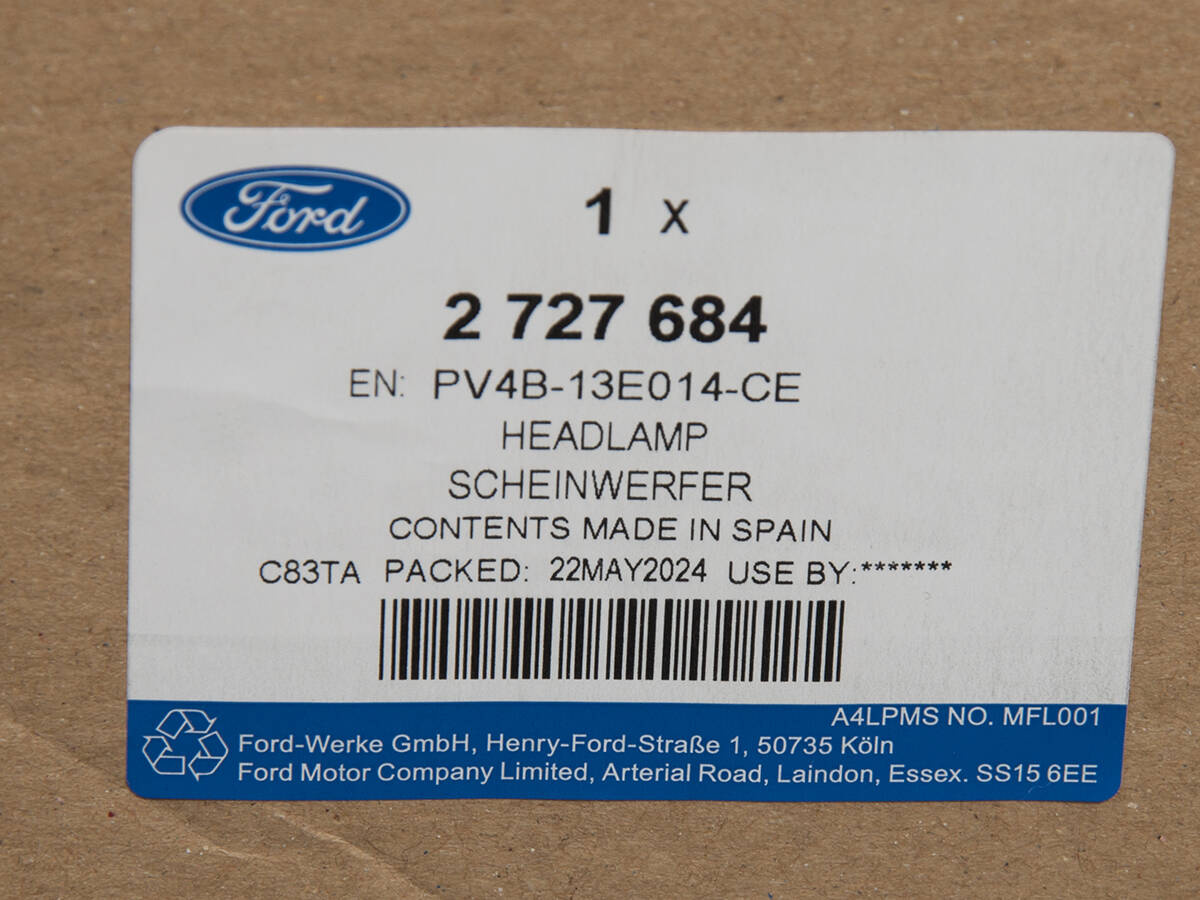 Ford
1 X
2 727 684
EN: PV4B-13E014-CE
HEADLAMP
SCHEINWERFER
CONTENTS MADE IN SPAIN
C83TA PACKED: 22MAY2024 USE BY:*******
A4LPMS NO. MFL001
Ford-Werke GmbH, Henry-Ford-Straße 1, 50735 Köln
Ford Motor Company Limited, Arterial Road, Laindon, Essex. SS15 6EE